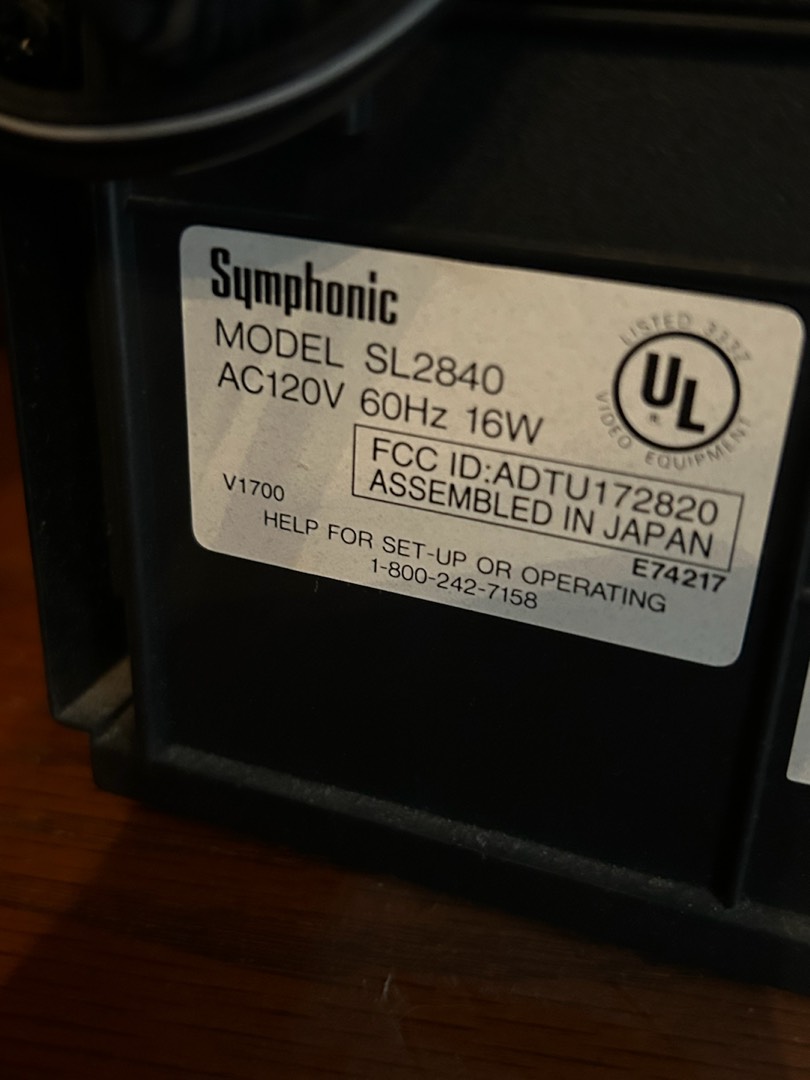 Symphonic
MODEL SL2840
AC120V 60Hz 16W
LISTED 333Z
UL
®
VIDEO EQUIPMENT
FCC ID:ADTU172820
ASSEMBLED IN JAPAN
V1700
E74217
HELP FOR SET-UP OR OPERATING
1-800-242-7158